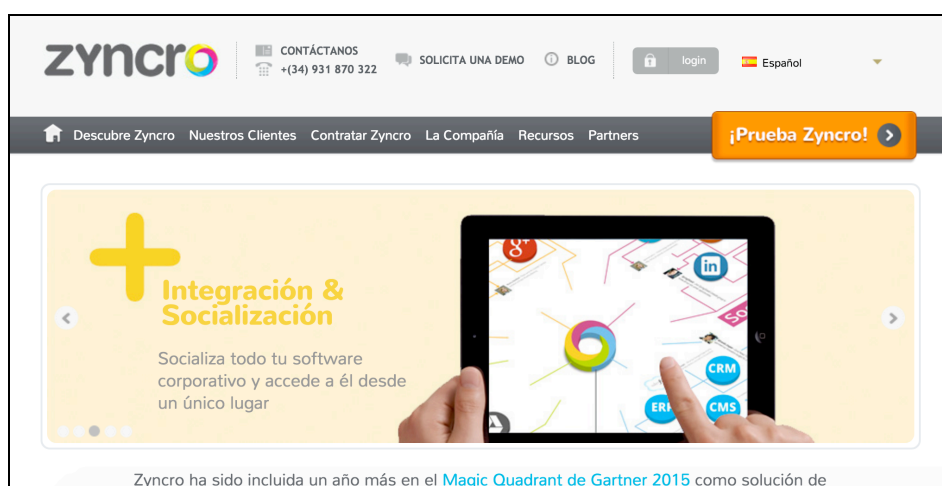 zyncro
CONTÁCTANOS
+(34) 931 870 322
SOLICITA UNA DEMO
BLOG
login
Español
Descubre Zyncro Nuestros Clientes Contratar Zyncro La Compañía Recursos Partners
¡Prueba Zyncro!
Integración &
Socialización
Socializa todo tu software
corporativo y accede a él desde
un único lugar
g+
in
So
CRM
CMS
Zyncro ha sido incluida un año más en el Magic Quadrant de Gartner 2015 como solución de